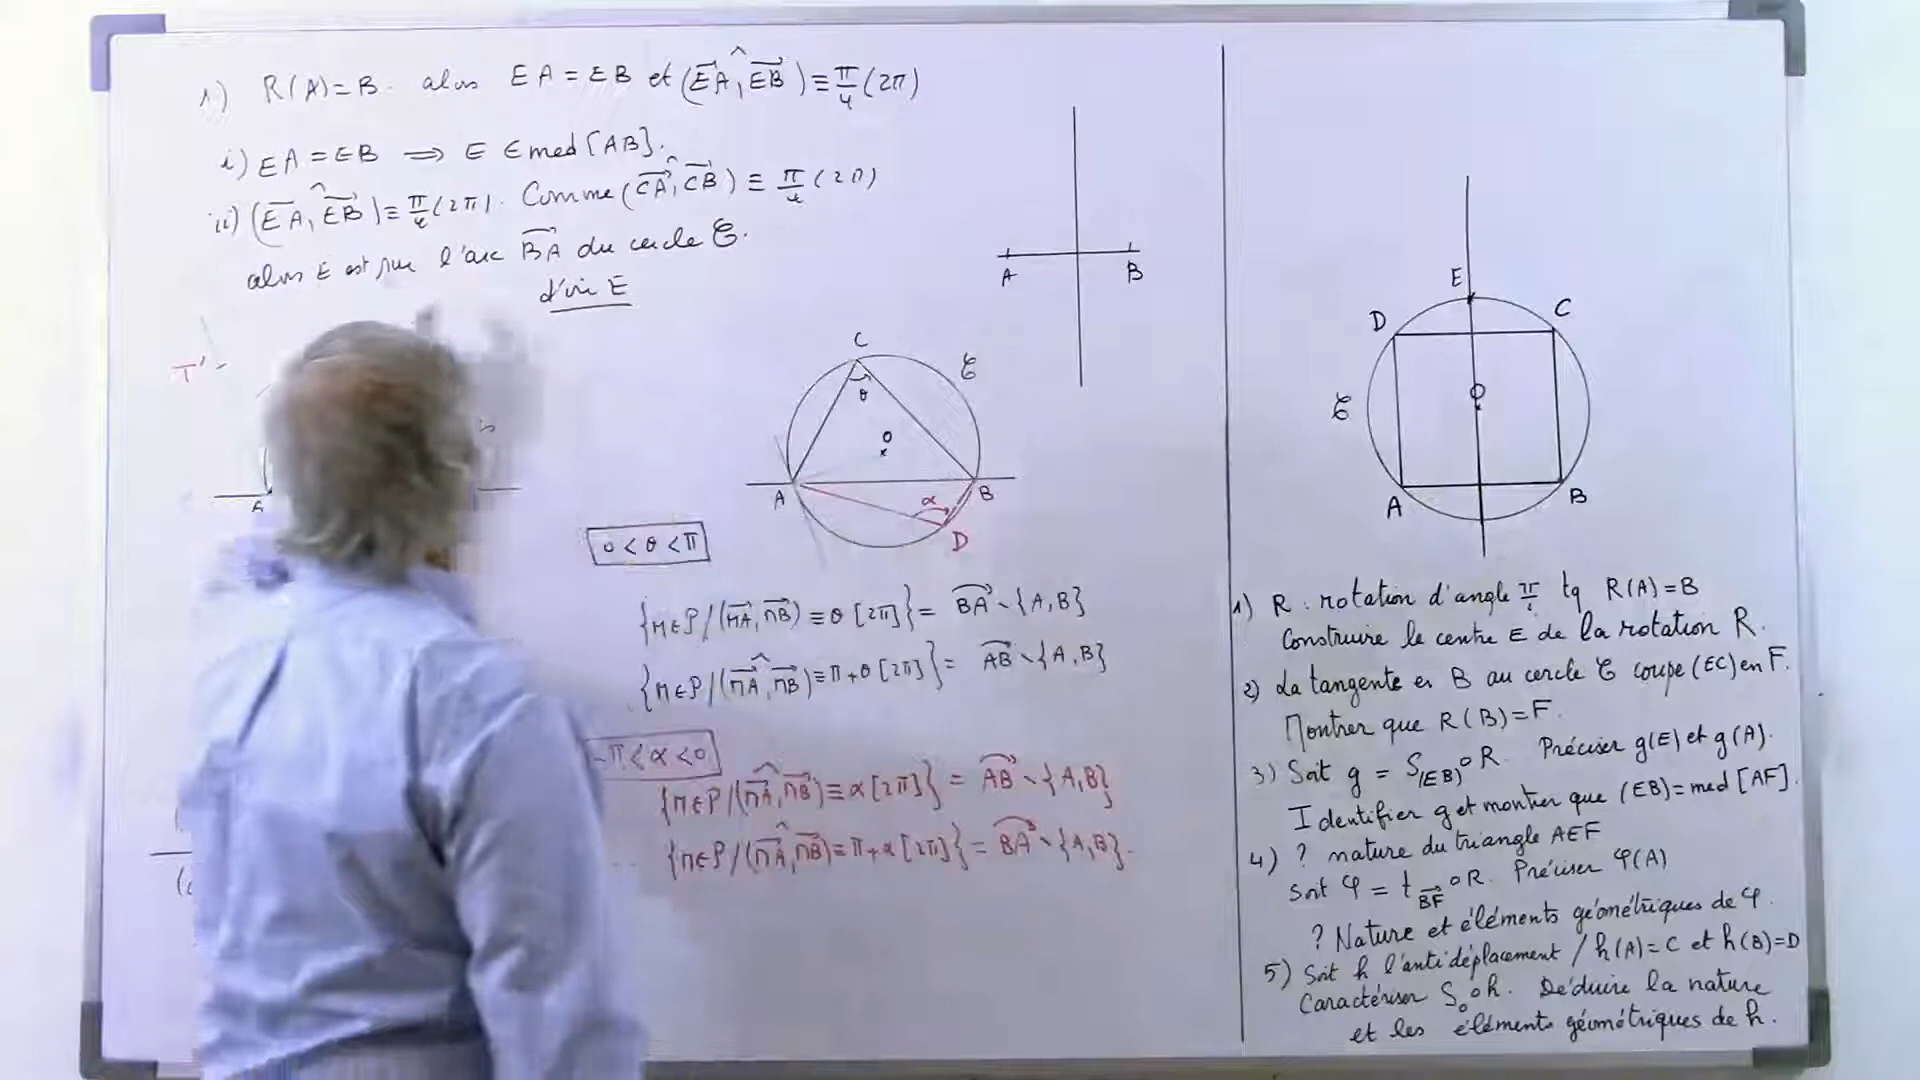 1) R(A)=B. alors EA=EB et (EA, EB) ≡ π/4 (2π)
i) EA=EB ⟹ E ∈ med [AB].
ii) (EA, EB) ≡ π/4 (2π). Comme (CA, CB) ≡ π/4 (2π)
alors E est sur l'arc BA du cercle C.
d'où E
T'
A
A B
C
C
θ
O
A B
α
D
0 < θ < π
{M∈P/(MA, MB) ≡ θ [2π]} = BA \ {A, B}
{M∈P/(MA, MB) ≡ π+θ [2π]} = AB \ {A, B}
-π < α < 0
{M∈P/(MA, MB) ≡ α [2π]} = AB \ {A, B}
{M∈P/(MA, MB) ≡ π+α [2π]} = BA \ {A, B}.
E
D C
C
O
A B
1) R : rotation d'angle π/4 tq R(A)=B
Construire le centre E de la rotation R.
2) La tangente en B au cercle C coupe (EC) en F.
Montrer que R(B)=F.
3) Soit g = S(EB)∘R. Préciser g(E) et g(A).
Identifier g et montrer que (EB)=med [AF].
4) ? nature du triangle AEF
Soit φ = t BF ∘R. Préciser φ(A)
? Nature et éléments géométriques de φ.
5) Soit h l'antidéplacement / h(A)=C et h(B)=D
Caractériser S₀∘h. Déduire la nature
et les éléments géométriques de h.